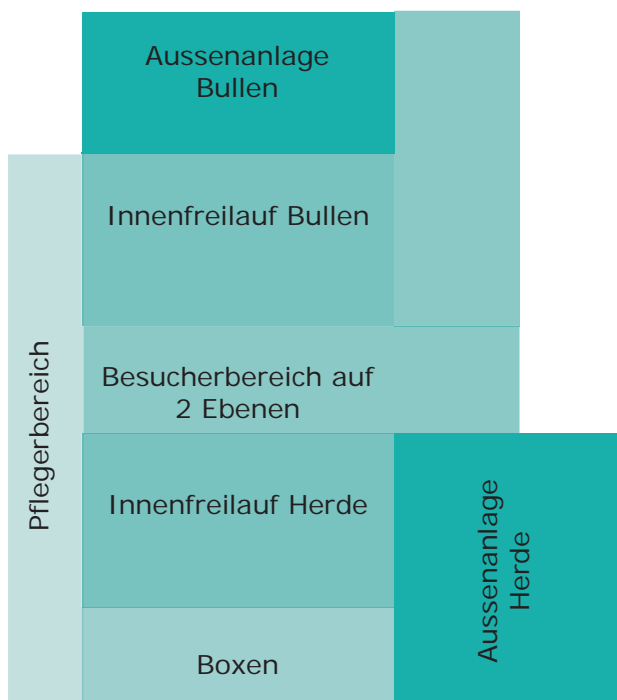 Aussenanlage
Bullen
Innenfreilauf Bullen
Pflegerbereich
Besucherbereich auf
2 Ebenen
Innenfreilauf Herde
Aussenanlage
Herde
Boxen